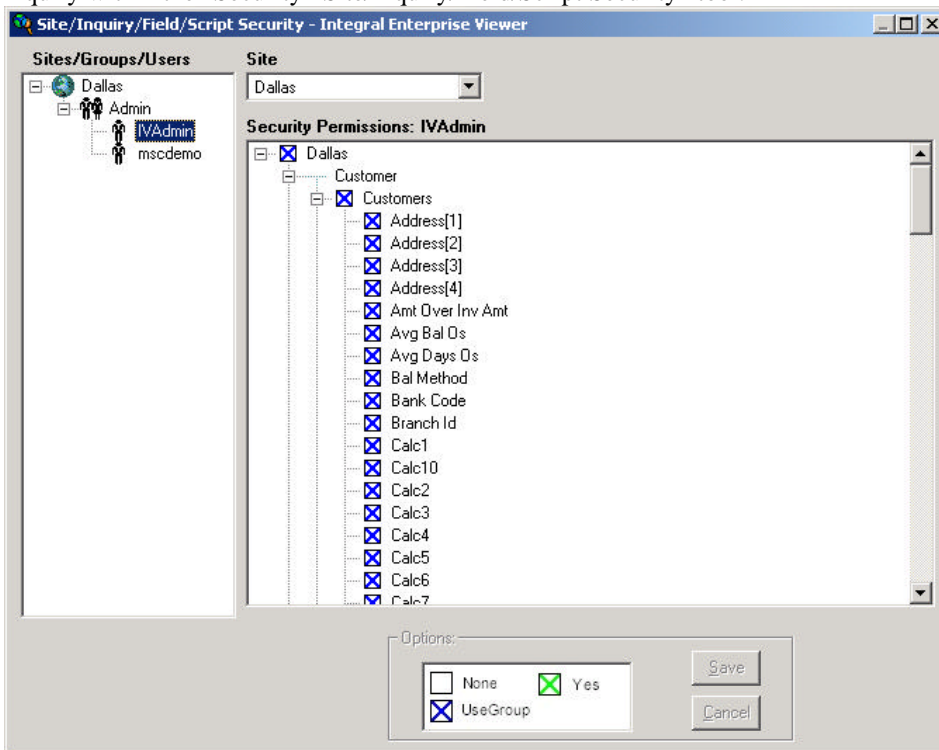 Site/Inquiry/Field/Script Security - Integral Enterprise Viewer
Sites/Groups/Users
Site
Dallas
Dallas
Admin
IVAdmin
mscdemo
Security Permissions: IVAdmin
Dallas
Customer
Customers
Address[1]
Address[2]
Address[3]
Address[4]
Amt Over Inv Amt
Avg Bal Os
Avg Days Os
Bal Method
Bank Code
Branch Id
Calc1
Calc10
Calc2
Calc3
Calc4
Calc5
Calc6
Calc7
Options:
None
Yes
UseGroup
Save
Cancel